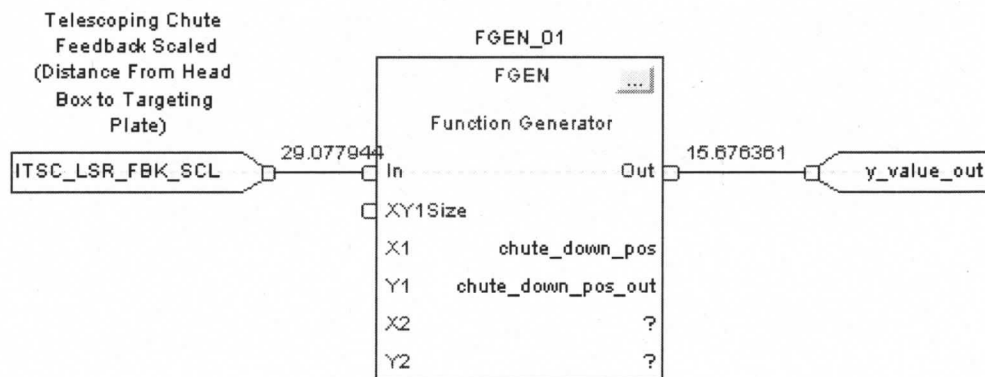 Telescoping Chute
Feedback Scaled
(Distance From Head
Box to Targeting
Plate)
ITSC_LSR_FBK_SCL
29.077944
FGEN_01
FGEN
...
Function Generator
In
Out
XY1Size
X1 chute_down_pos
Y1 chute_down_pos_out
X2 ?
Y2 ?
15.676361
y_value_out